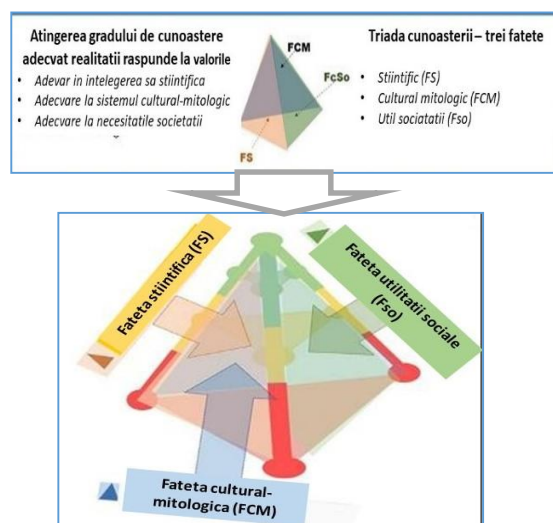 Atingerea gradului de cunoastere
adecvat realitatii raspunde la valorile
• Adevar in intelegerea sa stiintifica
• Adecvare la sistemul cultural-mitologic
• Adecvare la necesitatile societatii
FCM
FcSo
FS
Triada cunoasterii – trei fatete
• Stiintific (FS)
• Cultural mitologic (FCM)
• Util sociatatii (Fso)
Fateta stiintifica (FS)
Fateta utilitatii sociale
(Fso)
Fateta cultural-
mitologica (FCM)